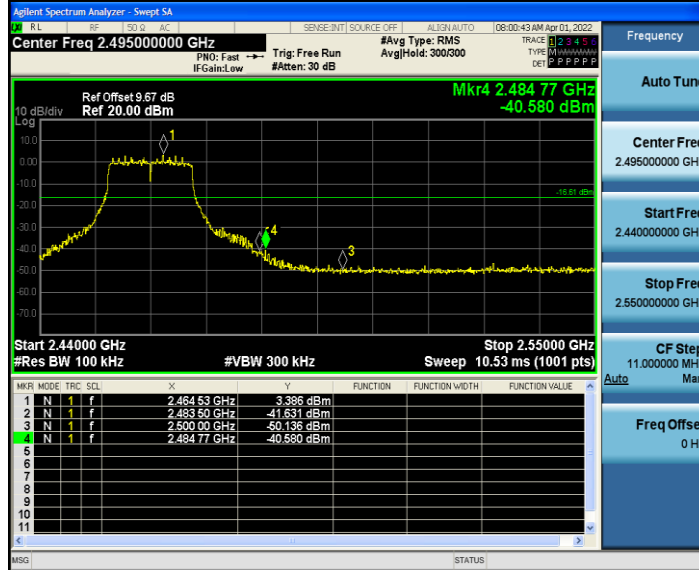 Agilent Spectrum Analyzer - Swept SA
RL RF 50 Ω AC SENSE:INT SOURCE OFF ALIGN AUTO 08:00:43 AM Apr 01, 2022
Center Freq 2.495000000 GHz
PNO: Fast
IFGain:Low
Trig: Free Run
#Atten: 30 dB
#Avg Type: RMS
Avg|Hold: 300/300
TRACE 1 2 3 4 5 6
TYPE
DET P P P P P P
Frequency
Auto Tune
Center Freq
2.495000000 GH
Start Freq
2.440000000 GH
Stop Freq
2.550000000 GH
CF Step
11.000000 MH
Auto Ma
Freq Offse
0 H
Mkr4 2.484 77 GHz
-40.580 dBm
Ref Offset 9.67 dB
10 dB/div Ref 20.00 dBm
Log
10.0
0.00
-10.0
-20.0
-30.0
-40.0
-50.0
-60.0
-70.0
1
4
3
-16.61 dBm
Start 2.44000 GHz Stop 2.55000 GHz
#Res BW 100 kHz #VBW 300 kHz Sweep 10.53 ms (1001 pts)
MKR MODE TRC SCL X Y FUNCTION FUNCTION WIDTH FUNCTION VALUE
1 N 1 f 2.464 53 GHz 3.386 dBm
2 N 1 f 2.483 50 GHz -41.631 dBm
3 N 1 f 2.500 00 GHz -50.136 dBm
4 N 1 f 2.484 77 GHz -40.580 dBm
5
6
7
8
9
10
11
MSG STATUS